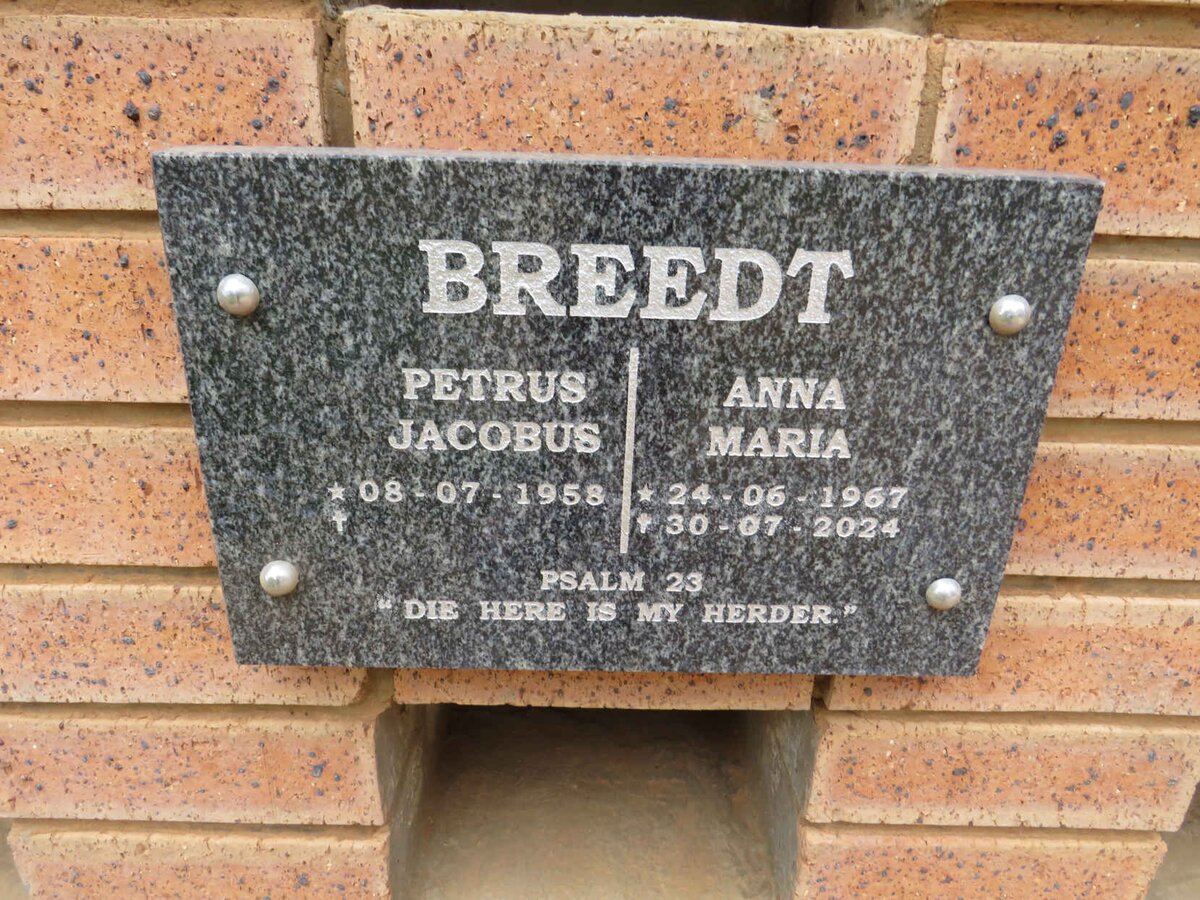 BREEDT
PETRUS
JACOBUS
★ 08 - 07 - 1958
✝
ANNA
MARIA
★ 24 - 06 - 1967
✝ 30 - 07 - 2024
PSALM 23
“DIE HERE IS MY HERDER.”